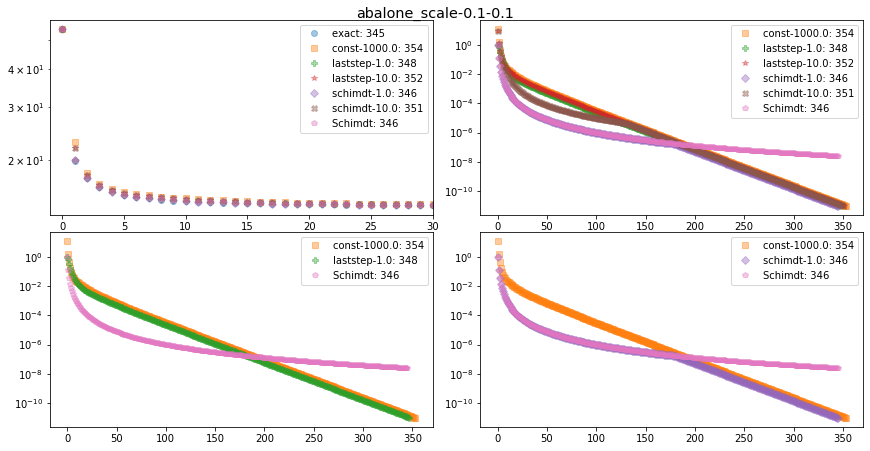 abalone_scale-0.1-0.1
4 × 10¹
3 × 10¹
2 × 10¹
0 5 10 15 20 25 30
exact: 345
const-1000.0: 354
laststep-1.0: 348
laststep-10.0: 352
schimdt-1.0: 346
schimdt-10.0: 351
Schimdt: 346
10⁰
10⁻²
10⁻⁴
10⁻⁶
10⁻⁸
10⁻¹⁰
0 50 100 150 200 250 300 350
const-1000.0: 354
laststep-1.0: 348
laststep-10.0: 352
schimdt-1.0: 346
schimdt-10.0: 351
Schimdt: 346
10⁰
10⁻²
10⁻⁴
10⁻⁶
10⁻⁸
10⁻¹⁰
0 50 100 150 200 250 300 350
const-1000.0: 354
laststep-1.0: 348
Schimdt: 346
10⁰
10⁻²
10⁻⁴
10⁻⁶
10⁻⁸
10⁻¹⁰
0 50 100 150 200 250 300 350
const-1000.0: 354
schimdt-1.0: 346
Schimdt: 346